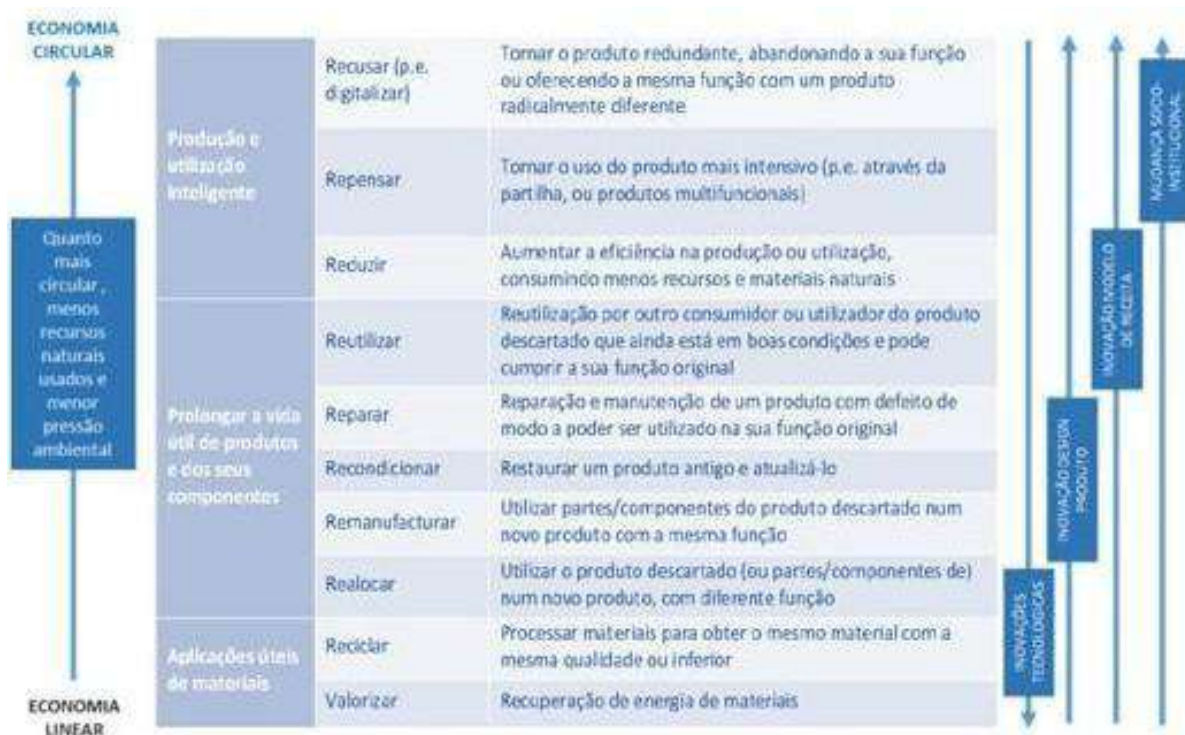 ECONOMIA
CIRCULAR
Quanto
mais
circular ,
menos
recursos
naturais
usados e
menor
pressão
ambiental
ECONOMIA
LINEAR
Produção e
utilização
Inteligente
Recusar (p.e.
digitalizar)
Tornar o produto redundante, abandonando a sua função
ou oferecendo a mesma função com um produto
radicalmente diferente
Repensar
Tornar o uso do produto mais intensivo (p.e. através da
partilha, ou produtos multifuncionais)
Reduzir
Aumentar a eficiência na produção ou utilização,
consumindo menos recursos e materiais naturais
Prolongar a vida
útil de produtos
e dos seus
componentes
Reutilizar
Reutilização por outro consumidor ou utilizador do produto
descartado que ainda está em boas condições e pode
cumprir a sua função original
Reparar
Reparação e manutenção de um produto com defeito de
modo a poder ser utilizado na sua função original
Recondicionar
Restaurar um produto antigo e atualizá-lo
Remanufacturar
Utilizar partes/componentes do produto descartado num
novo produto com a mesma função
Realocar
Utilizar o produto descartado (ou partes/componentes de)
num novo produto, com diferente função
Aplicações úteis
de materiais
Reciclar
Processar materiais para obter o mesmo material com a
mesma qualidade ou inferior
Valorizar
Recuperação de energia de materiais
INOVAÇÕES
TECNOLÓGICAS
INOVAÇÃO DESIGN
PRODUTO
INOVAÇÃO MODELO
DE RECEITA
MUDANÇA SOCIO-
INSTITUCIONAL